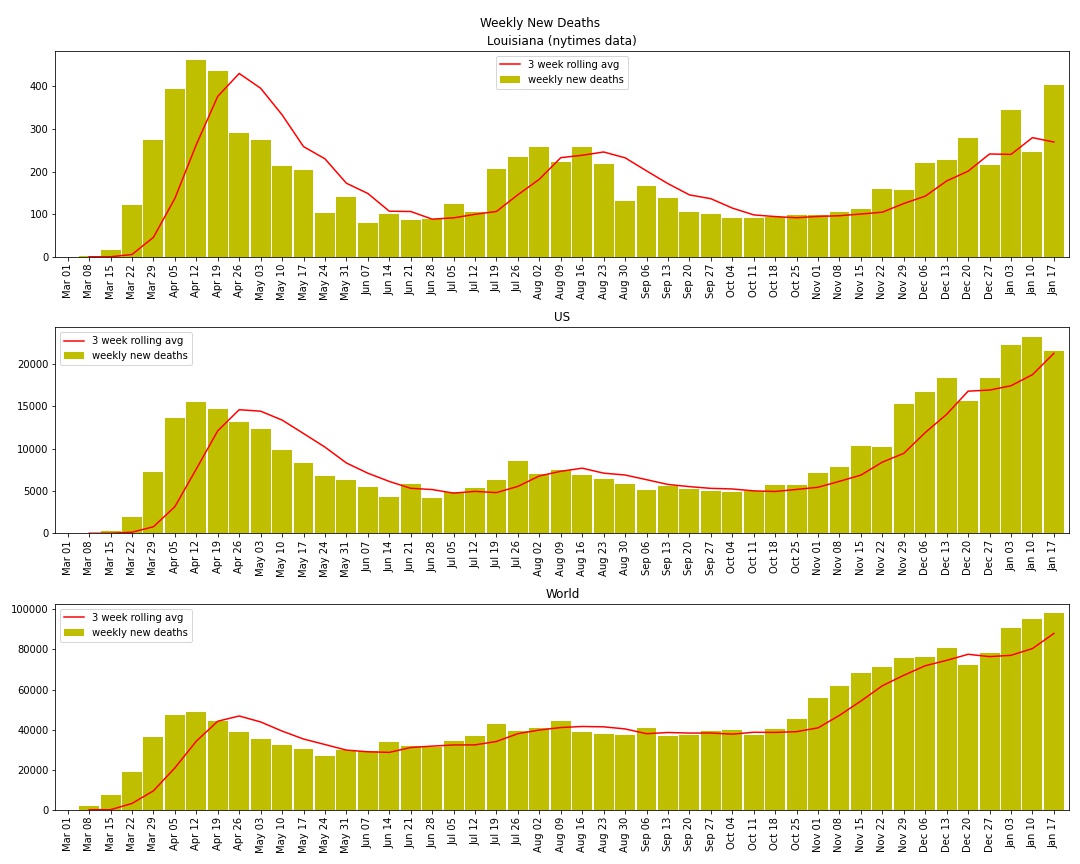 Weekly New Deaths
Louisiana (nytimes data)
3 week rolling avg
weekly new deaths
400
300
200
100
0
Mar 01 Mar 08 Mar 15 Mar 22 Mar 29 Apr 05 Apr 12 Apr 19 Apr 26 May 03 May 10 May 17 May 24 May 31 Jun 07 Jun 14 Jun 21 Jun 28 Jul 05 Jul 12 Jul 19 Jul 26 Aug 02 Aug 09 Aug 16 Aug 23 Aug 30 Sep 06 Sep 13 Sep 20 Sep 27 Oct 04 Oct 11 Oct 18 Oct 25 Nov 01 Nov 08 Nov 15 Nov 22 Nov 29 Dec 06 Dec 13 Dec 20 Dec 27 Jan 03 Jan 10 Jan 17
US
3 week rolling avg
weekly new deaths
20000
15000
10000
5000
0
Mar 01 Mar 08 Mar 15 Mar 22 Mar 29 Apr 05 Apr 12 Apr 19 Apr 26 May 03 May 10 May 17 May 24 May 31 Jun 07 Jun 14 Jun 21 Jun 28 Jul 05 Jul 12 Jul 19 Jul 26 Aug 02 Aug 09 Aug 16 Aug 23 Aug 30 Sep 06 Sep 13 Sep 20 Sep 27 Oct 04 Oct 11 Oct 18 Oct 25 Nov 01 Nov 08 Nov 15 Nov 22 Nov 29 Dec 06 Dec 13 Dec 20 Dec 27 Jan 03 Jan 10 Jan 17
World
3 week rolling avg
weekly new deaths
100000
80000
60000
40000
20000
0
Mar 01 Mar 08 Mar 15 Mar 22 Mar 29 Apr 05 Apr 12 Apr 19 Apr 26 May 03 May 10 May 17 May 24 May 31 Jun 07 Jun 14 Jun 21 Jun 28 Jul 05 Jul 12 Jul 19 Jul 26 Aug 02 Aug 09 Aug 16 Aug 23 Aug 30 Sep 06 Sep 13 Sep 20 Sep 27 Oct 04 Oct 11 Oct 18 Oct 25 Nov 01 Nov 08 Nov 15 Nov 22 Nov 29 Dec 06 Dec 13 Dec 20 Dec 27 Jan 03 Jan 10 Jan 17